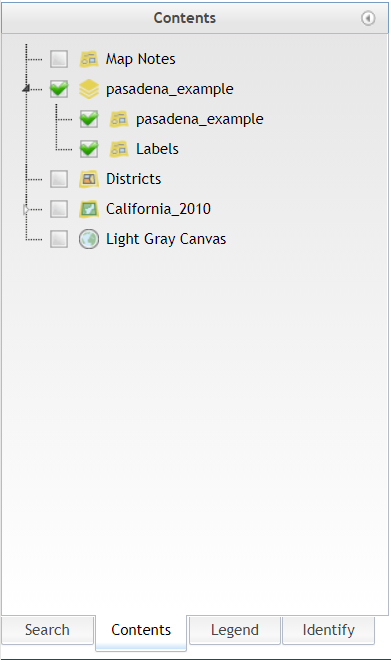 Contents
Map Notes
pasadena_example
pasadena_example
Labels
Districts
California_2010
Light Gray Canvas
Search Contents Legend Identify